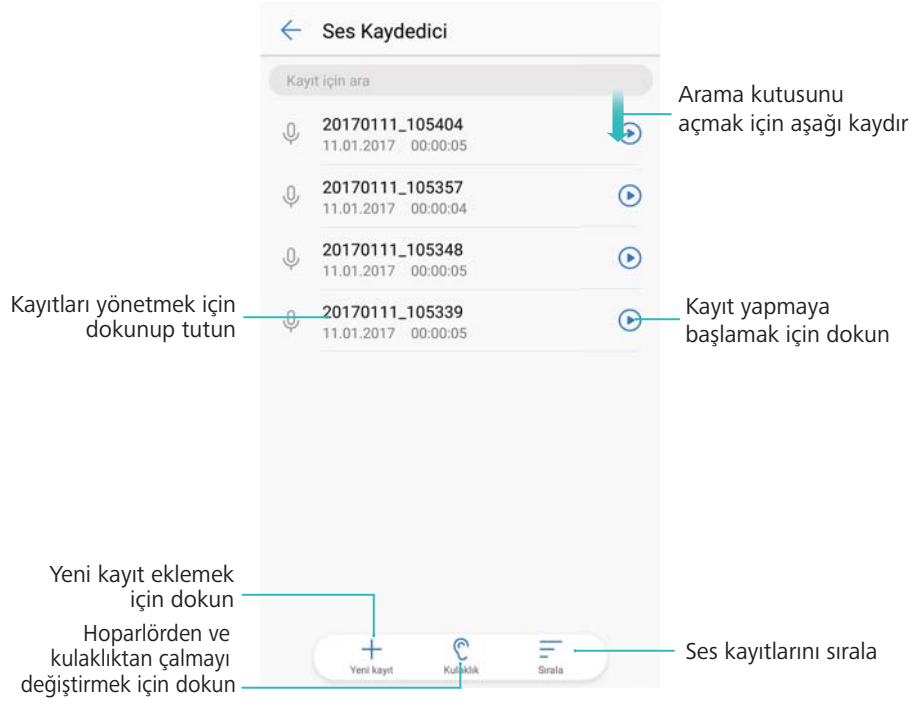 Ses Kaydedici
Kayıt için ara
Arama kutusunu
açmak için aşağı kaydır
20170111_105404
11.01.2017 00:00:05
20170111_105357
11.01.2017 00:00:04
20170111_105348
11.01.2017 00:00:05
Kayıtları yönetmek için
dokunup tutun
20170111_105339
11.01.2017 00:00:05
Kayıt yapmaya
başlamak için dokun
Yeni kayıt eklemek
için dokun
Hoparlörden ve
kulaklıktan çalmayı
değiştirmek için dokun
Yeni kayıt
Kulaklık
Sırala
Ses kayıtlarını sırala